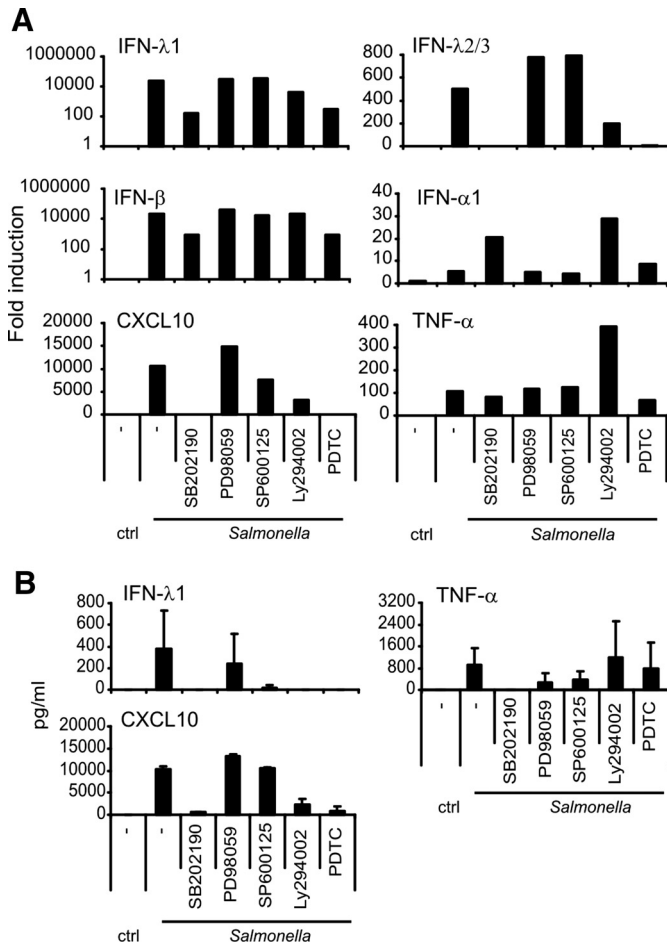 A
IFN-λ1
1000000
10000
100
1
IFN-λ2/3
800
600
400
200
0
IFN-β
1000000
10000
100
1
IFN-α1
40
30
20
10
0
Fold induction
CXCL10
20000
15000
10000
5000
0
TNF-α
400
300
200
100
0
- - SB202190 PD98059 SP600125 Ly294002 PDTC
ctrl Salmonella
- - SB202190 PD98059 SP600125 Ly294002 PDTC
ctrl Salmonella
B
IFN-λ1
800
600
400
200
0
TNF-α
3200
2400
1600
800
0
pg/ml
CXCL10
20000
15000
10000
5000
0
- - SB202190 PD98059 SP600125 Ly294002 PDTC
ctrl Salmonella
- - SB202190 PD98059 SP600125 Ly294002 PDTC
ctrl Salmonella